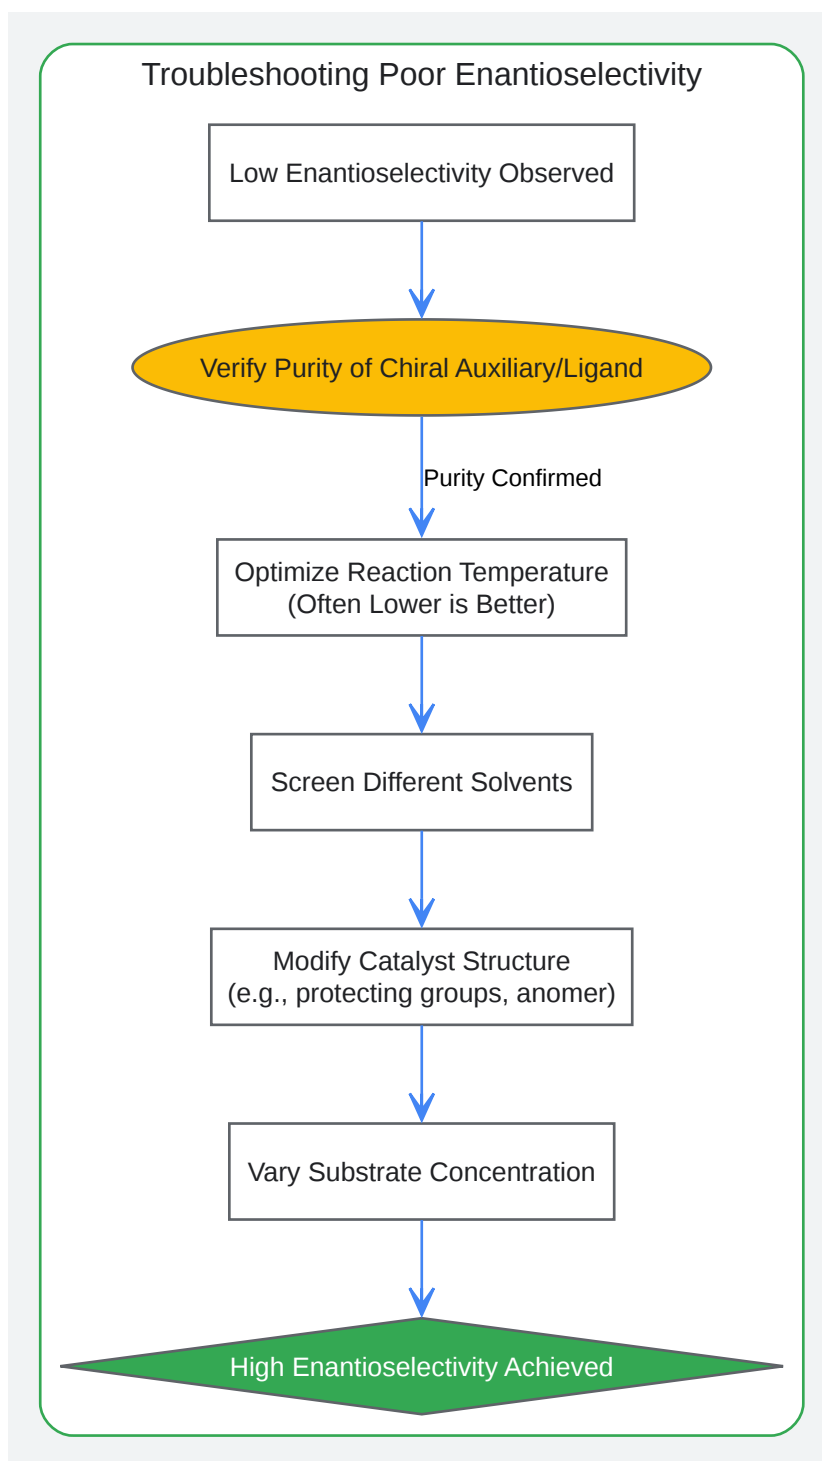 Troubleshooting Poor Enantioselectivity
Low Enantioselectivity Observed
Verify Purity of Chiral Auxiliary/Ligand
Purity Confirmed
Optimize Reaction Temperature
(Often Lower is Better)
Screen Different Solvents
Modify Catalyst Structure
(e.g., protecting groups, anomer)
Vary Substrate Concentration
High Enantioselectivity Achieved